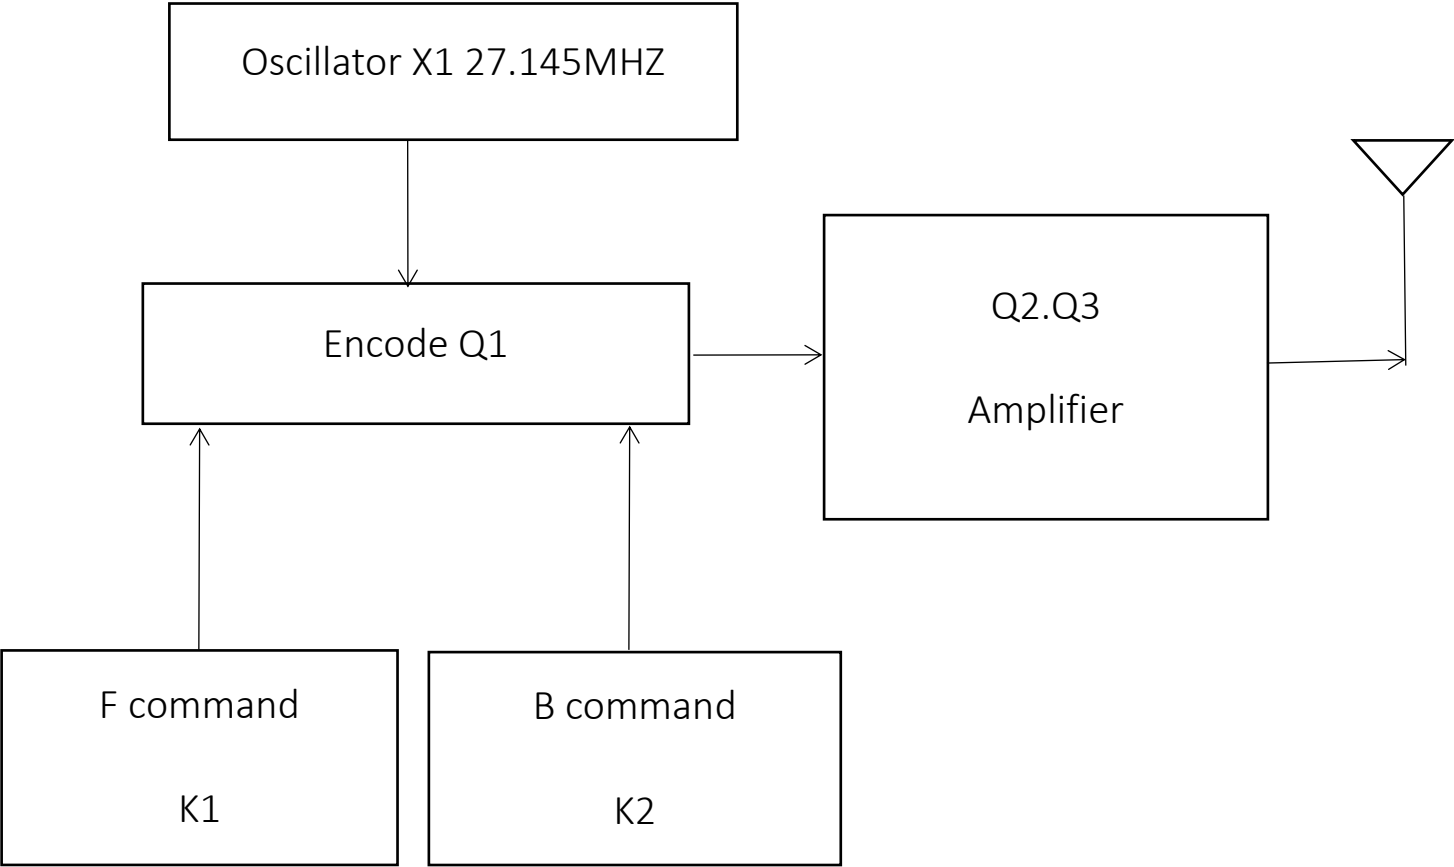 Oscillator X1 27.145MHZ
Encode Q1
Q2.Q3
Amplifier
F command
K1
B command
K2